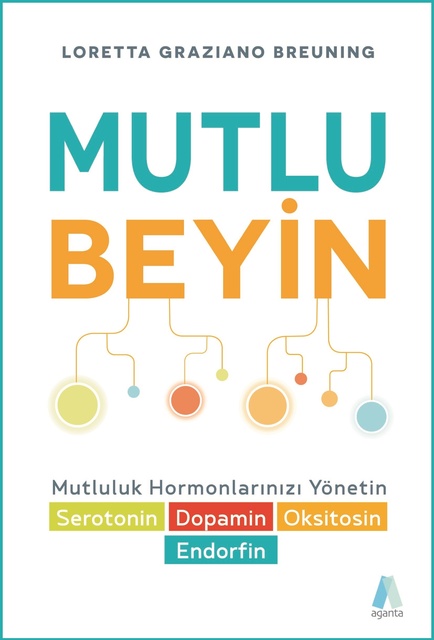 LORETTA GRAZIANO BREUNING
MUTLU
BEYİN
Mutluluk Hormonlarınızı Yönetin
Serotonin Dopamin Oksitosin
Endorfin
aganta